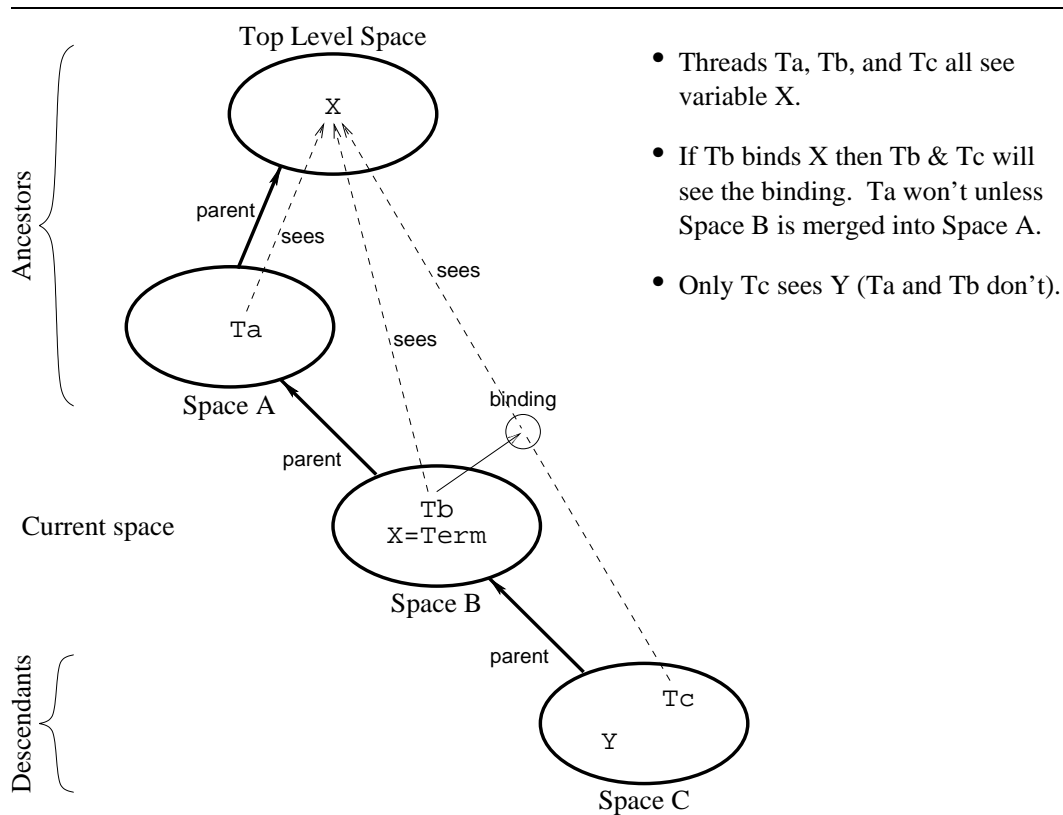 Top Level Space
X
Ancestors
parent
sees
sees
sees
Ta
Space A
binding
parent
Tb
X=Term
Current space
Space B
parent
Descendants
Tc
Y
Space C
• Threads Ta, Tb, and Tc all see
variable X.
• If Tb binds X then Tb & Tc will
see the binding. Ta won't unless
Space B is merged into Space A.
• Only Tc sees Y (Ta and Tb don't).